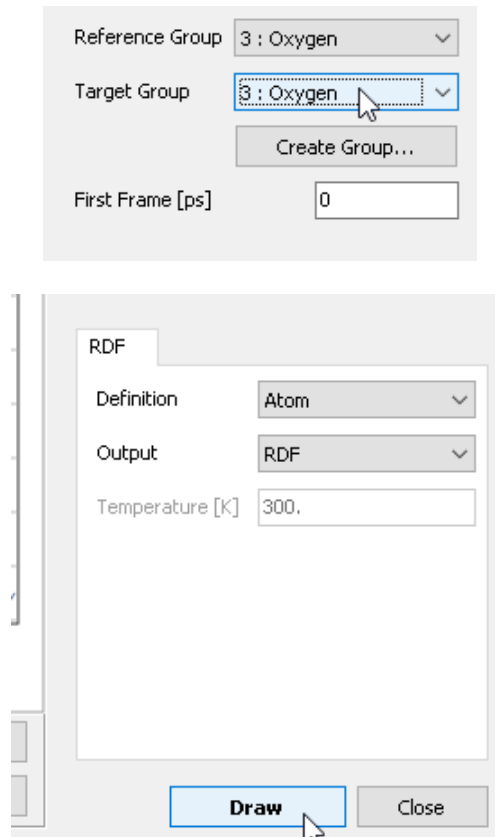 Reference Group 3 : Oxygen
Target Group 3 : Oxygen
Create Group...
First Frame [ps] 0
RDF
Definition Atom
Output RDF
Temperature [K] 300.
Draw Close